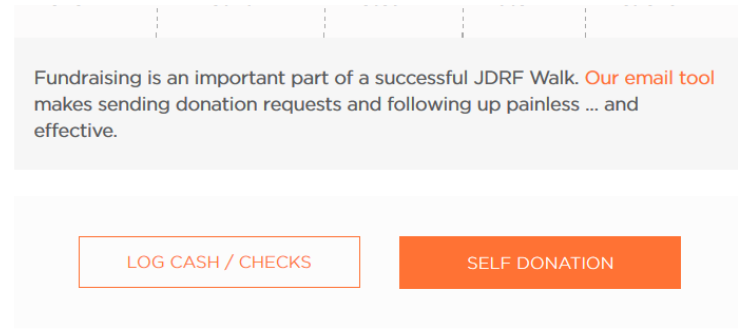 Fundraising is an important part of a successful JDRF Walk. Our email tool
makes sending donation requests and following up painless ... and
effective.
LOG CASH / CHECKS
SELF DONATION